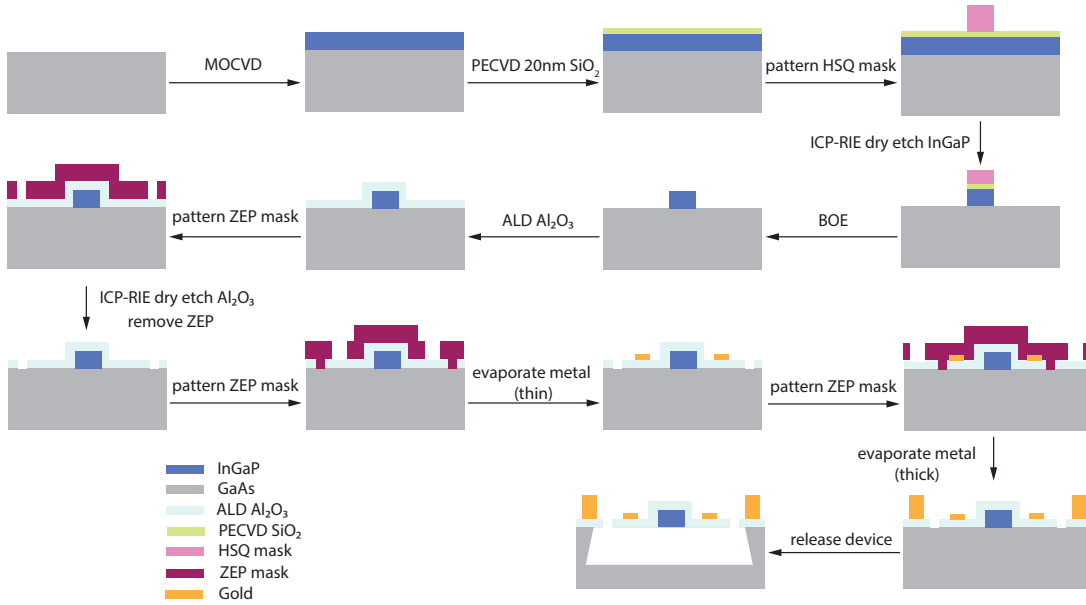 MOCVD
PECVD 20nm SiO₂
pattern HSQ mask
ICP-RIE dry etch InGaP
BOE
ALD Al₂O₃
pattern ZEP mask
ICP-RIE dry etch Al₂O₃
remove ZEP
pattern ZEP mask
evaporate metal
(thin)
pattern ZEP mask
evaporate metal
(thick)
release device
InGaP
GaAs
ALD Al₂O₃
PECVD SiO₂
HSQ mask
ZEP mask
Gold